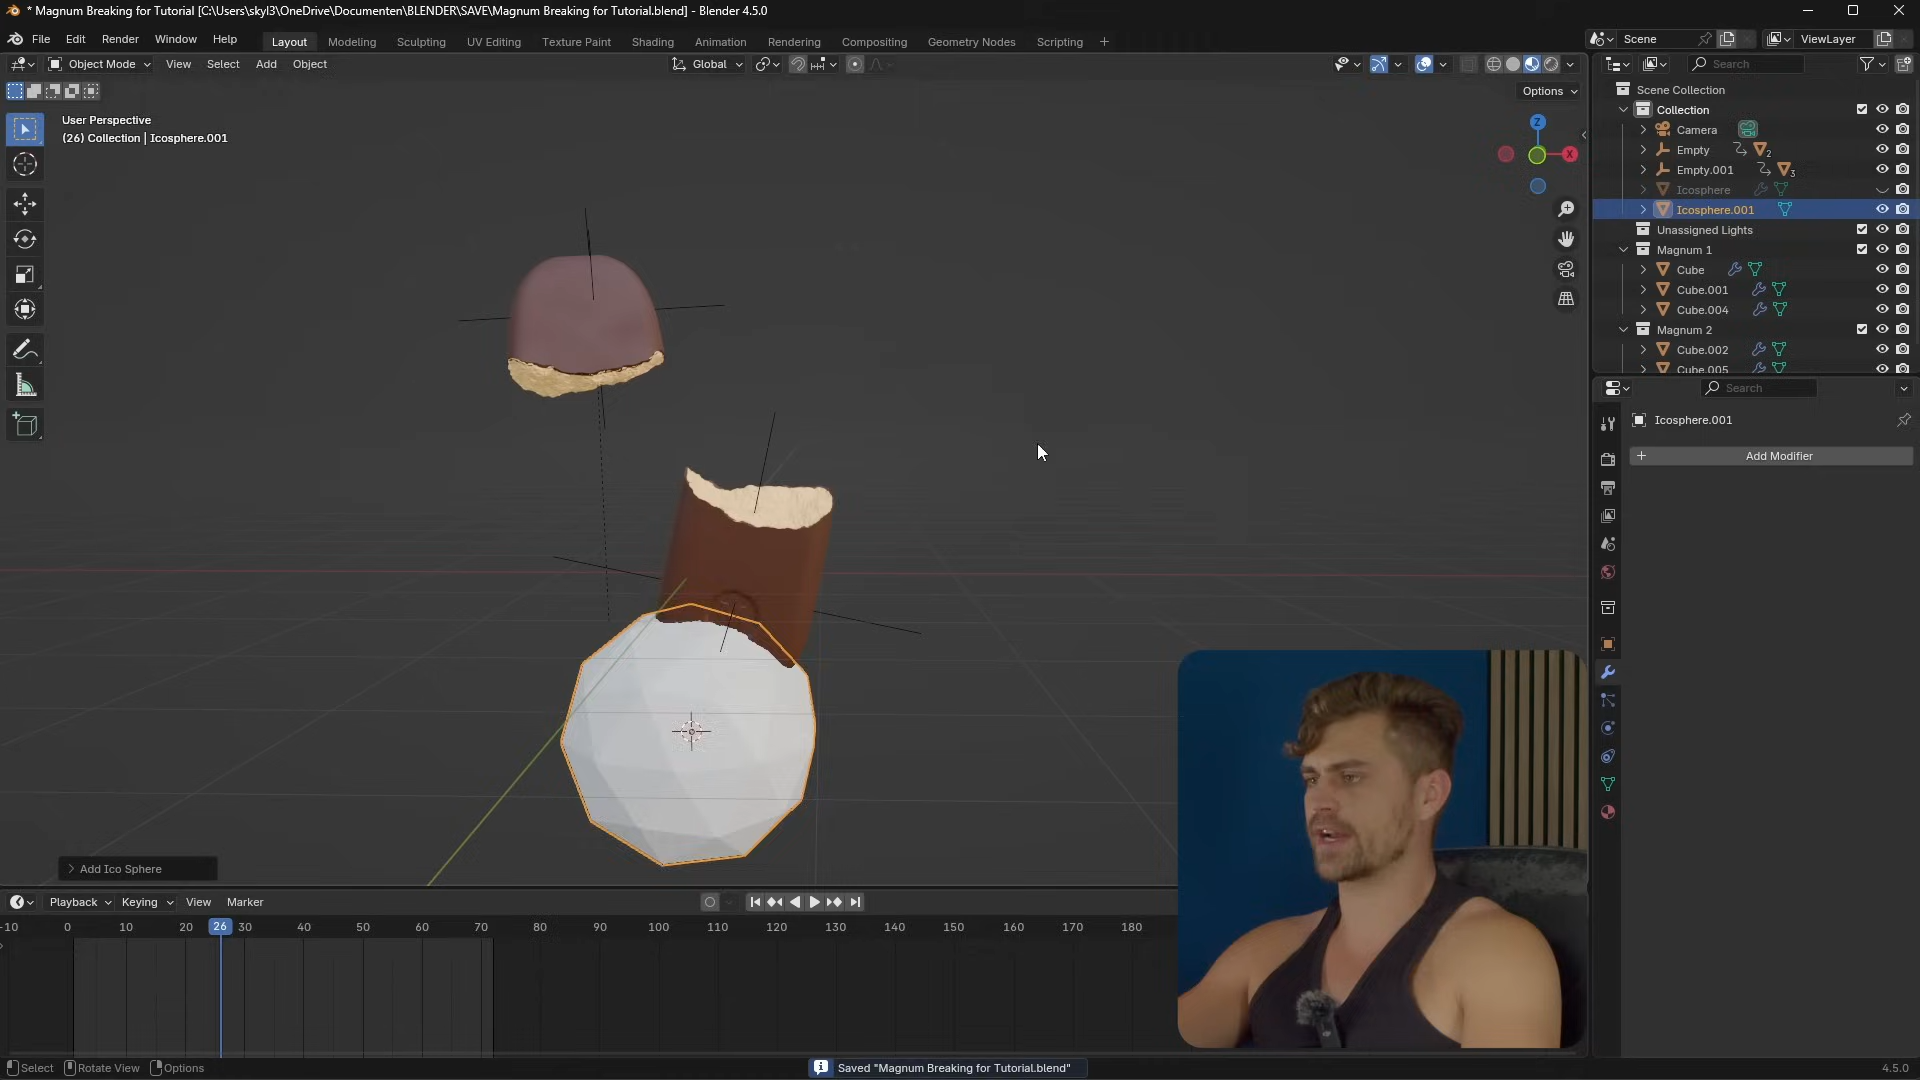 * Magnum Breaking for Tutorial [C:\Users\skyl3\OneDrive\Documenten\BLENDER\SAVE\Magnum Breaking for Tutorial.blend] - Blender 4.5.0
File Edit Render Window Help
Layout Modeling Sculpting UV Editing Texture Paint Shading Animation Rendering Compositing Geometry Nodes Scripting +
Scene
ViewLayer
Object Mode View Select Add Object
Global
Search
Options
User Perspective
(26) Collection | Icosphere.001
Z
X
Scene Collection
Collection
Camera
Empty 2
Empty.001 3
Icosphere
Icosphere.001
Unassigned Lights
Magnum 1
Cube
Cube.001
Cube.004
Magnum 2
Cube.002
Cube.005
Search
Icosphere.001
+ Add Modifier
> Add Ico Sphere
Playback Keying View Marker
-10 0 10 20 26 30 40 50 60 70 80 90 100 110 120 130 140 150 160 170 180
Select Rotate View Options
Saved "Magnum Breaking for Tutorial.blend"
4.5.0